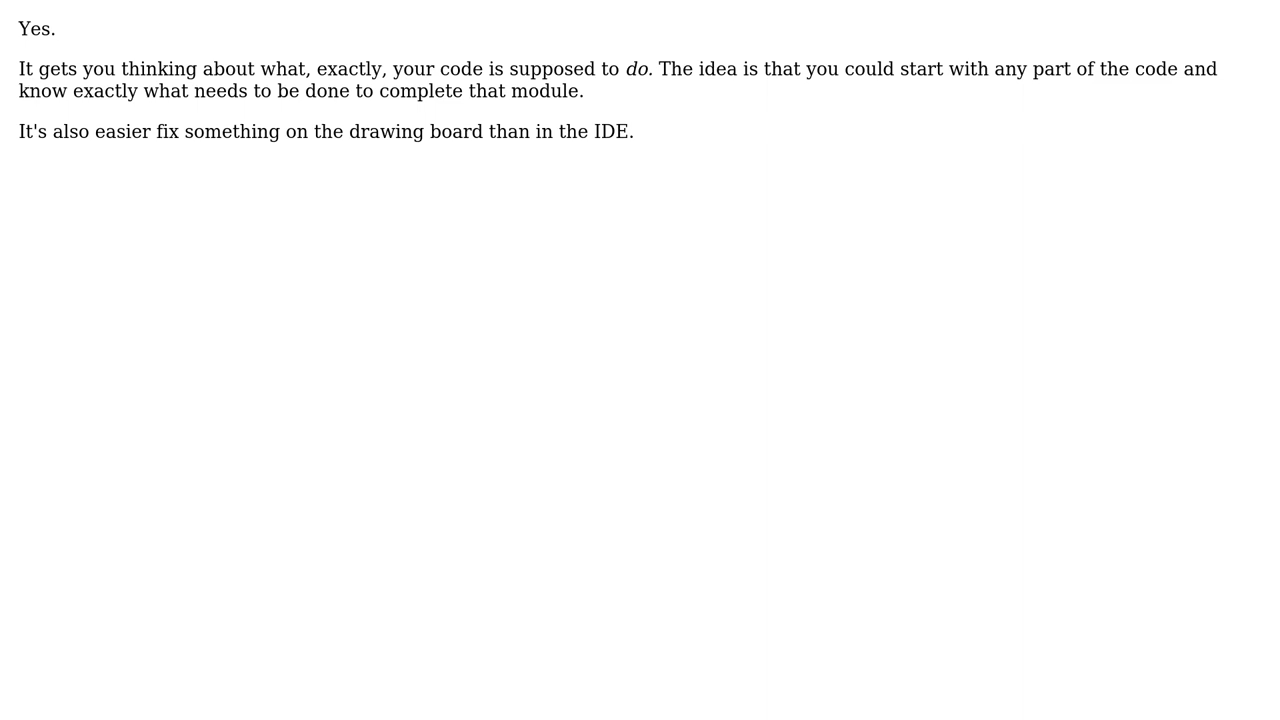 Yes.
It gets you thinking about what, exactly, your code is supposed to do. The idea is that you could start with any part of the code and
know exactly what needs to be done to complete that module.
It's also easier fix something on the drawing board than in the IDE.